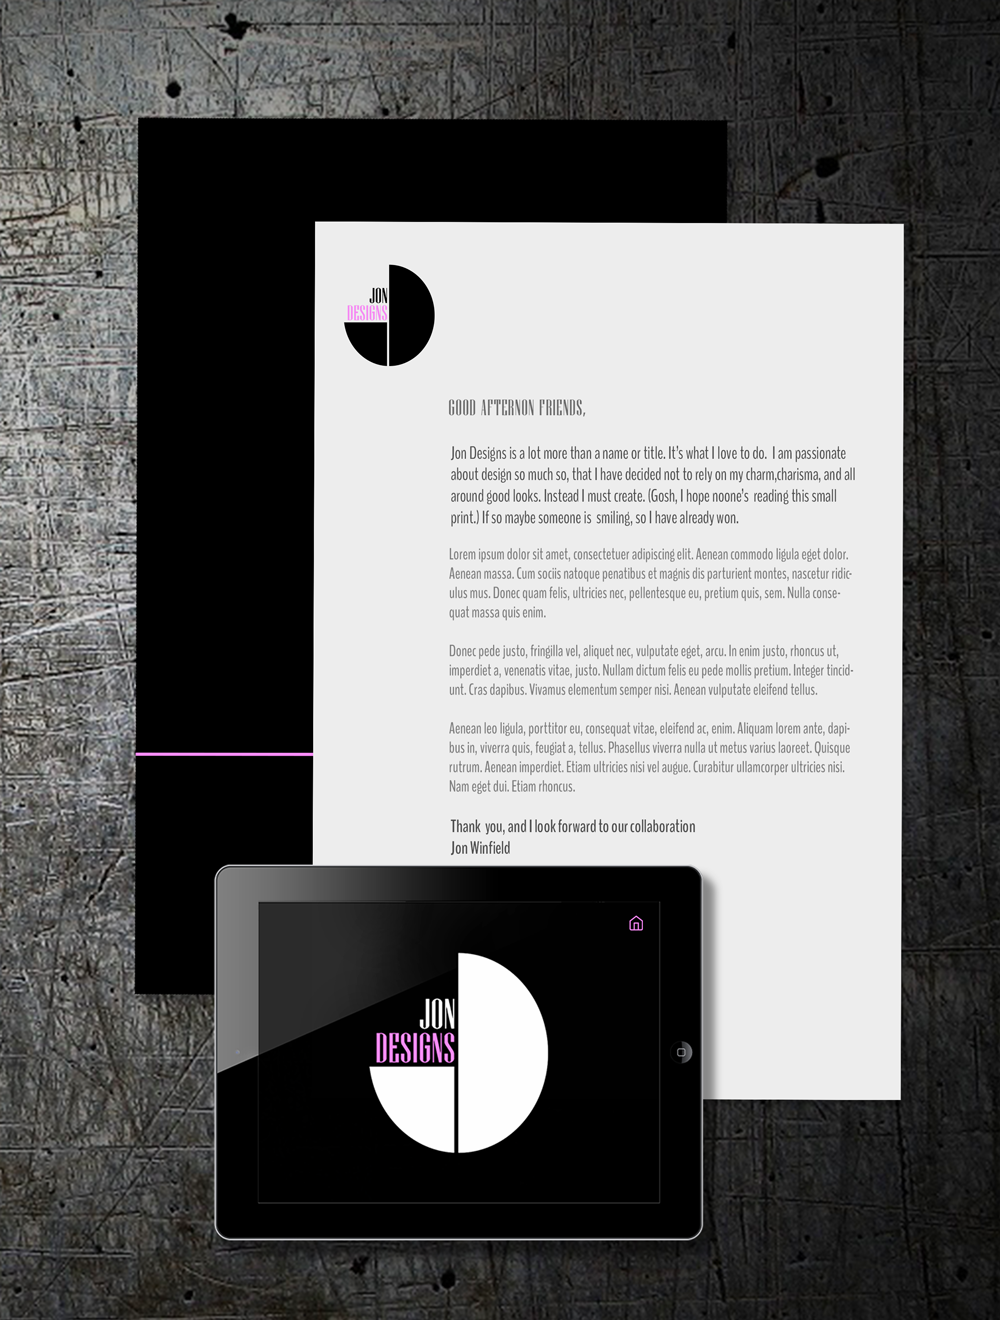 JON
DESIGNS
GOOD AFTERNON FRIENDS,
Jon Designs is a lot more than a name or title. It's what I love to do. I am passionate
about design so much so, that I have decided not to rely on my charm,charisma, and all
around good looks. Instead I must create. (Gosh, I hope noone's reading this small
print.) If so maybe someone is smiling, so I have already won.
Lorem ipsum dolor sit amet, consectetuer adipiscing elit. Aenean commodo ligula eget dolor.
Aenean massa. Cum sociis natoque penatibus et magnis dis parturient montes, nascetur ridic-
ulus mus. Donec quam felis, ultricies nec, pellentesque eu, pretium quis, sem. Nulla conse-
quat massa quis enim.
Donec pede justo, fringilla vel, aliquet nec, vulputate eget, arcu. In enim justo, rhoncus ut,
imperdiet a, venenatis vitae, justo. Nullam dictum felis eu pede mollis pretium. Integer tincid-
unt. Cras dapibus. Vivamus elementum semper nisi. Aenean vulputate eleifend tellus.
Aenean leo ligula, porttitor eu, consequat vitae, eleifend ac, enim. Aliquam lorem ante, dapi-
bus in, viverra quis, feugiat a, tellus. Phasellus viverra nulla ut metus varius laoreet. Quisque
rutrum. Aenean imperdiet. Etiam ultricies nisi vel augue. Curabitur ullamcorper ultricies nisi.
Nam eget dui. Etiam rhoncus.
Thank you, and I look forward to our collaboration
Jon Winfield
JON
DESIGNS